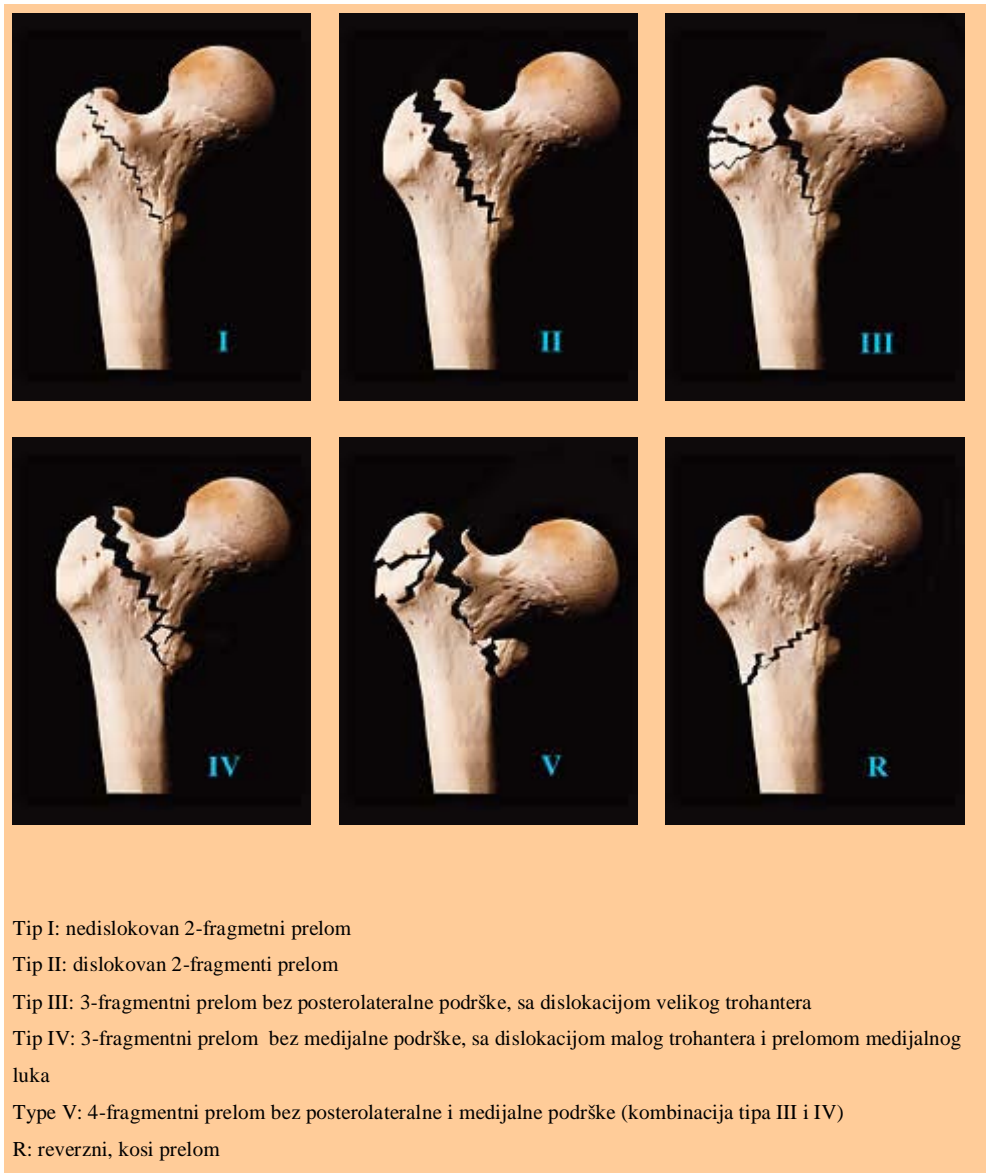 I
II
III
IV
V
R
Tip I: nedislokovan 2-fragmetni prelom
Tip II: dislokovan 2-fragmenti prelom
Tip III: 3-fragmentni prelom bez posterolateralne podrške, sa dislokacijom velikog trohantera
Tip IV: 3-fragmentni prelom bez medijalne podrške, sa dislokacijom malog trohantera i prelomom medijalnog
luka
Type V: 4-fragmentni prelom bez posterolateralne i medijalne podrške (kombinacija tipa III i IV)
R: reverzni, kosi prelom